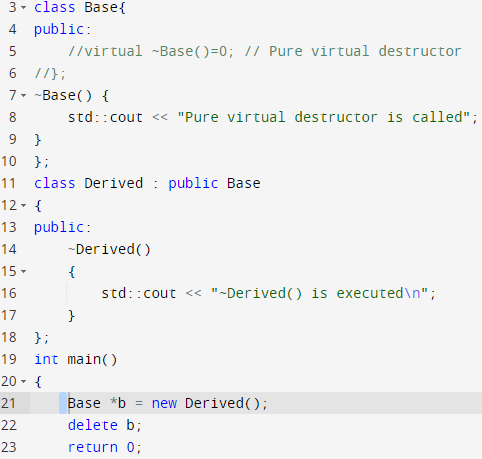 3 class Base{
4 public:
5     //virtual ~Base()=0; // Pure virtual destructor
6 //};
7 ~Base() {
8     std::cout << "Pure virtual destructor is called";
9 }
10 };
11 class Derived : public Base
12 {
13 public:
14     ~Derived()
15     {
16         std::cout << "~Derived() is executed\n";
17     }
18 };
19 int main()
20 {
21     Base *b = new Derived();
22     delete b;
23     return 0;